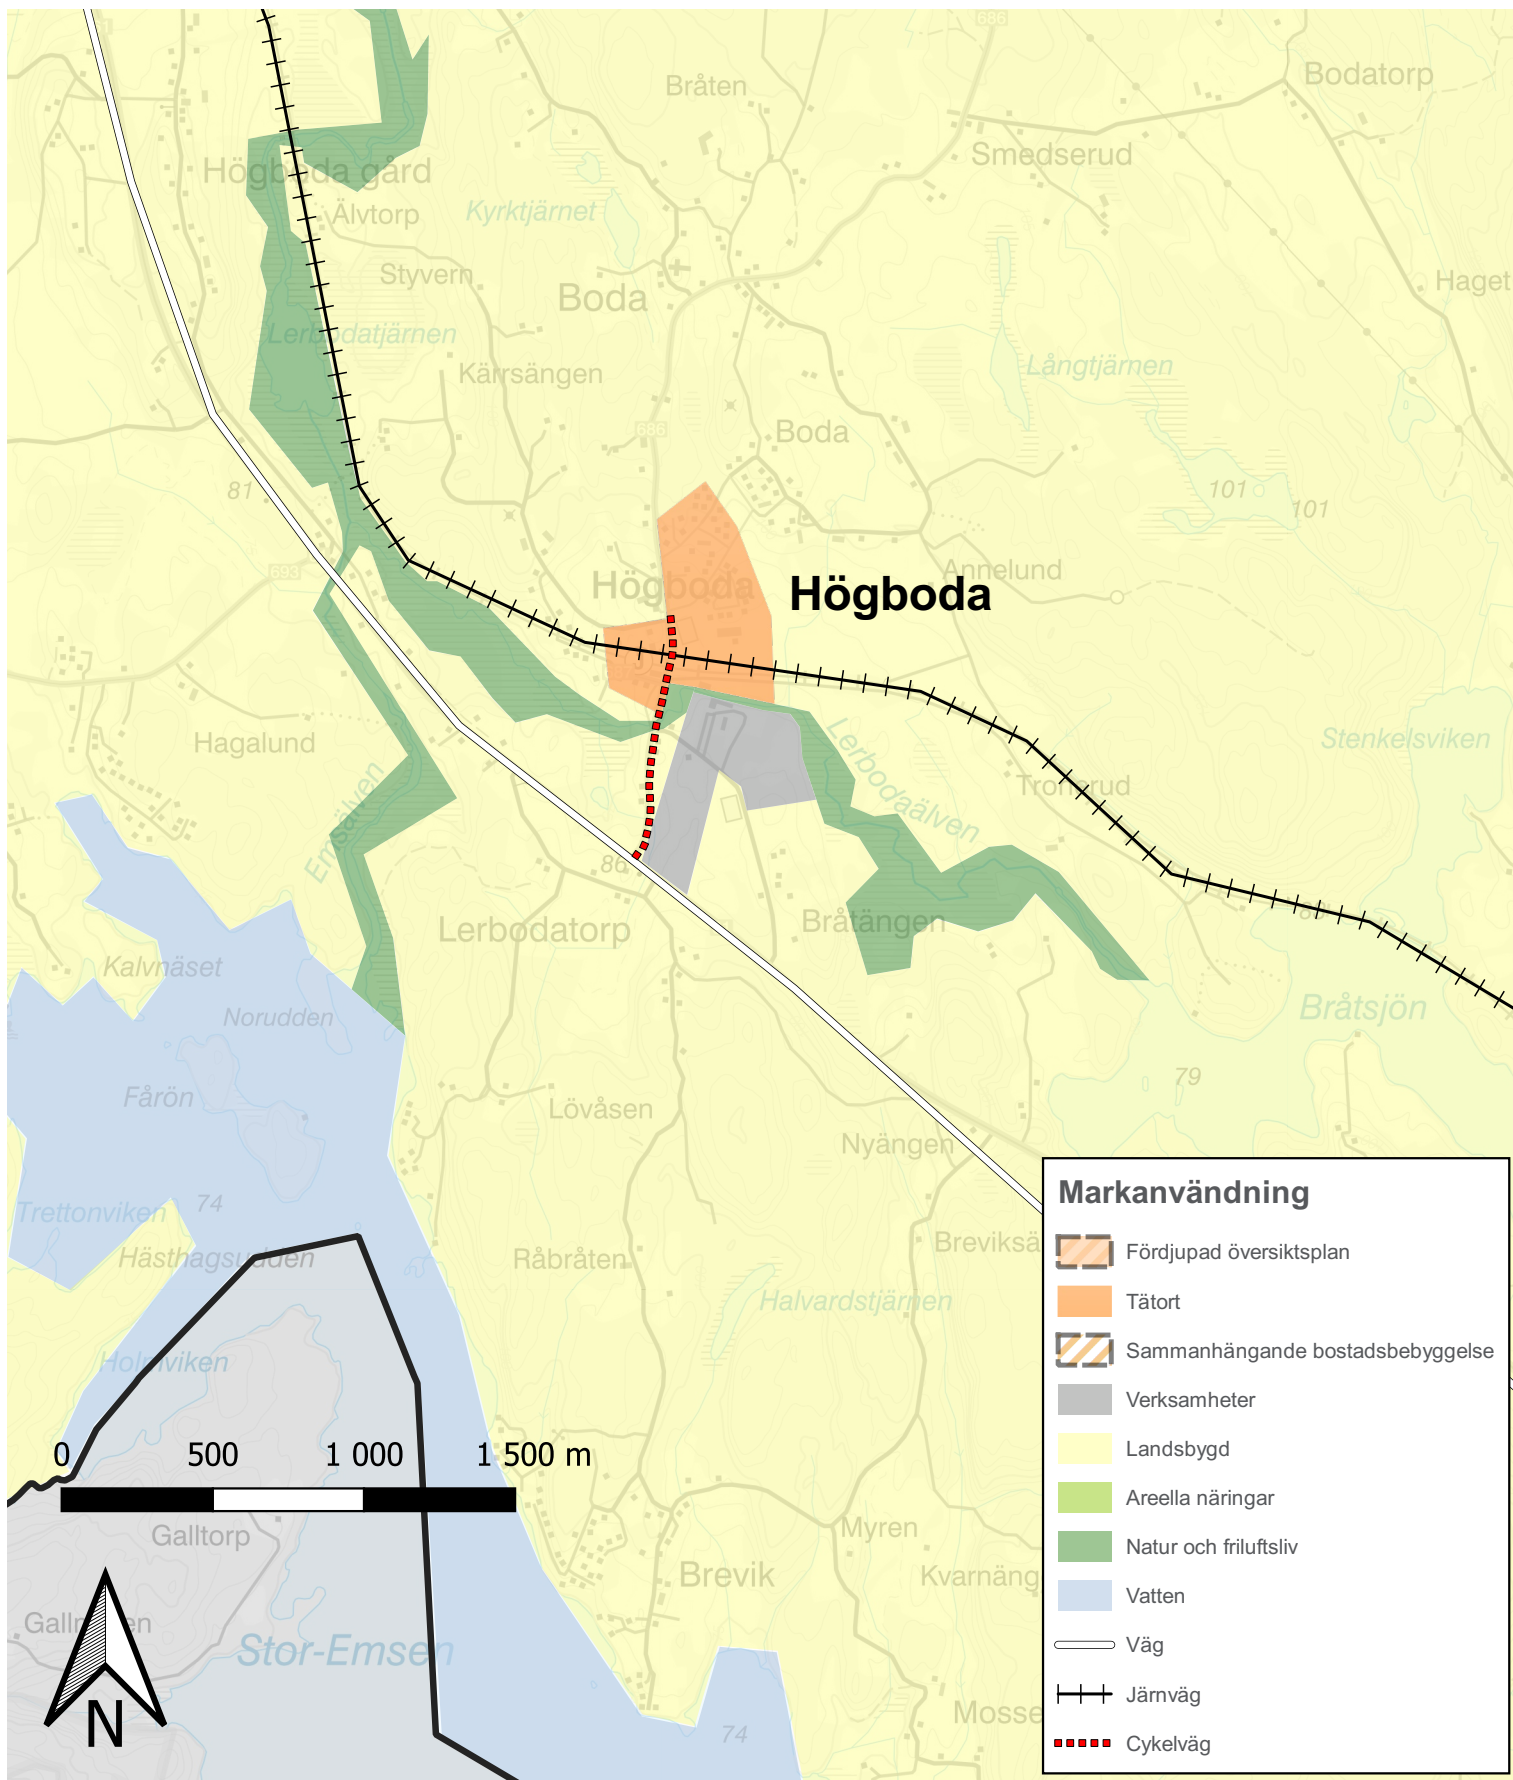 686
Bråten
Bodatorp
Smedserud
Högboda gård
Älvtorp
Kyrktjärnet
Styvern
Boda
Haget
Lerbodatjärnen
Långtjärnen
Kärrsängen
686
Boda
81
101
101
693
Högboda
Högboda
Annelund
Hagalund
Lerbodaälven
Stenkelsviken
Tromserud
Emsälven
86
Lerbodatorp
Bråtängen
Kalvnäset
Norudden
Bråtsjön
Fårön
79
Lövåsen
Nyängen
Trettonviken
74
Hästhagsudden
Råbråten
Breviksä
Halvardstjärnen
Holmviken
0 500 1 000 1 500 m
Galltorp
Myren
Brevik
Kvarnäng
Stor-Emsen
N
Mosse
74
Markanvändning
Fördjupad översiktsplan
Tätort
Sammanhängande bostadsbebyggelse
Verksamheter
Landsbygd
Areella näringar
Natur och friluftsliv
Vatten
Väg
Järnväg
Cykelväg